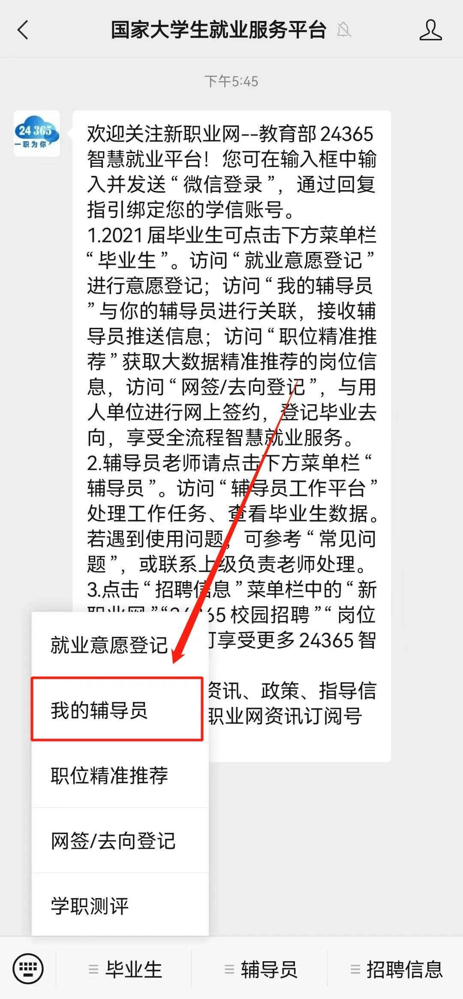 国家大学生就业服务平台
下午5:45
24 365
一职为你
欢迎关注新职业网--教育部24365
智慧就业平台！您可在输入框中输
入并发送“微信登录”，通过回复
指引绑定您的学信账号。
1.2021届毕业生可点击下方菜单栏
“毕业生”。访问“就业意愿登记”
进行意愿登记；访问“我的辅导员
”与你的辅导员进行关联，接收辅
导员推送信息；访问“职位精准推
荐”获取大数据精准推荐的岗位信
息，访问“网签/去向登记”，与用
人单位进行网上签约，登记毕业去
向，享受全流程智慧就业服务。
2.辅导员老师请点击下方菜单栏“
辅导员”。访问“辅导员工作平台”
处理工作任务、查看毕业生数据。
若遇到使用问题，可参考“常见问
题”，或联系上级负责老师处理。
3.点击“招聘信息”菜单栏中的“新
职业网”“24365校园招聘”“岗位
享受更多24365智
资讯、政策、指导信
职业网资讯订阅号
就业意愿登记
我的辅导员
职位精准推荐
网签/去向登记
学职测评
毕业生
辅导员
招聘信息